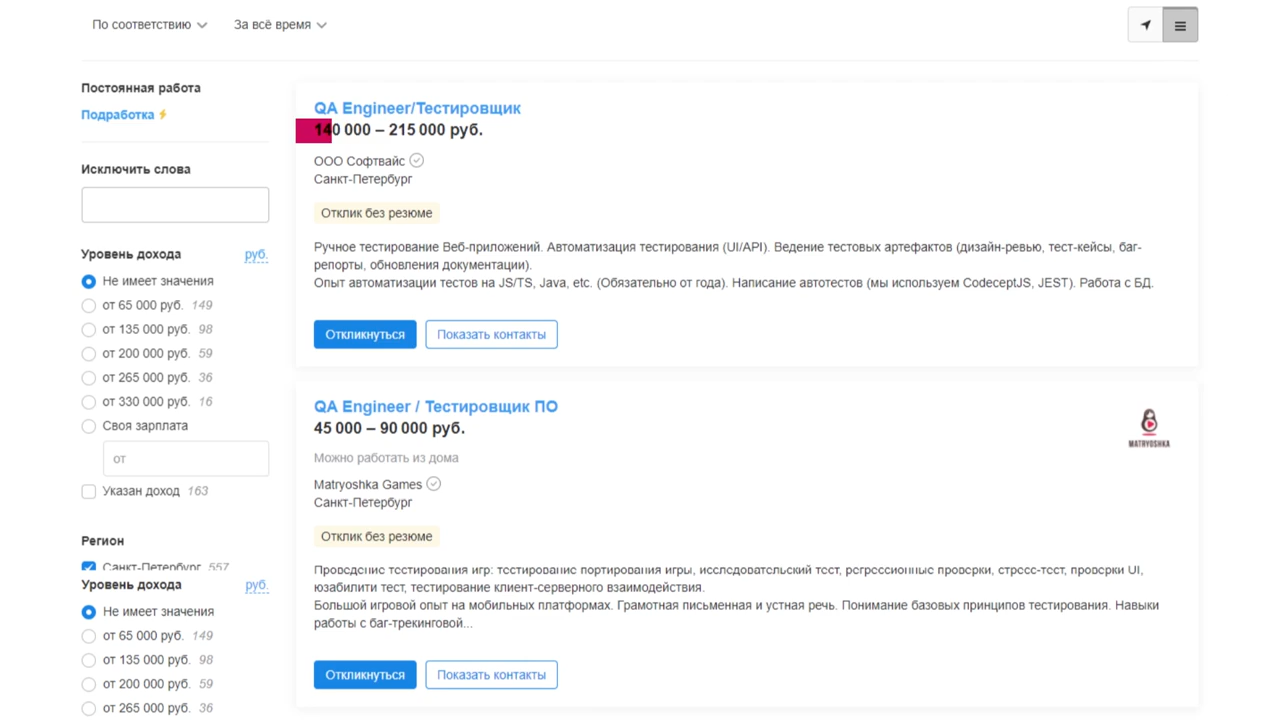 По соответствию
За всё время
Постоянная работа
Подработка
Исключить слова
Уровень дохода руб.
Не имеет значения
от 65 000 руб. 149
от 135 000 руб. 98
от 200 000 руб. 59
от 265 000 руб. 36
от 330 000 руб. 16
Своя зарплата
от
Указан доход 163
Регион
Санкт-Петербург 557
Уровень дохода руб.
Не имеет значения
от 65 000 руб. 149
от 135 000 руб. 98
от 200 000 руб. 59
от 265 000 руб. 36
QA Engineer/Тестировщик
140 000 – 215 000 руб.
ООО Софтвайс
Санкт-Петербург
Отклик без резюме
Ручное тестирование Веб-приложений. Автоматизация тестирования (UI/API). Ведение тестовых артефактов (дизайн-ревью, тест-кейсы, баг-
репорты, обновления документации).
Опыт автоматизации тестов на JS/TS, Java, etc. (Обязательно от года). Написание автотестов (мы используем CodeceptJS, JEST). Работа с БД.
Откликнуться
Показать контакты
QA Engineer / Тестировщик ПО
45 000 – 90 000 руб.
Можно работать из дома
Matryoshka Games
Санкт-Петербург
MATRYOSHKA
Отклик без резюме
Проведение тестирования игр: тестирование портирования игры, исследовательский тест, регрессионные проверки, стресс-тест, проверки UI,
юзабилити тест, тестирование клиент-серверного взаимодействия.
Большой игровой опыт на мобильных платформах. Грамотная письменная и устная речь. Понимание базовых принципов тестирования. Навыки
работы с баг-трекинговой...
Откликнуться
Показать контакты